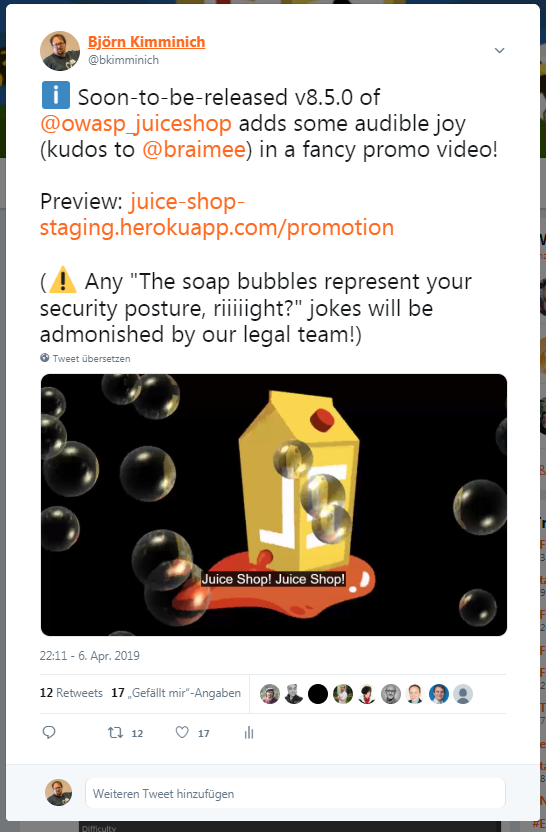 Björn Kimminich
@bkimminich
ℹ️ Soon-to-be-released v8.5.0 of
@owasp_juiceshop adds some audible joy
(kudos to @braimee) in a fancy promo video!
Preview: juice-shop-
staging.herokuapp.com/promotion
(⚠️ Any "The soap bubbles represent your
security posture, riiiiight?" jokes will be
admonished by our legal team!)
Tweet übersetzen
JS
Juice Shop! Juice Shop!
22:11 - 6. Apr. 2019
12 Retweets 17 „Gefällt mir“-Angaben
12 17
Weiteren Tweet hinzufügen
Difficulty